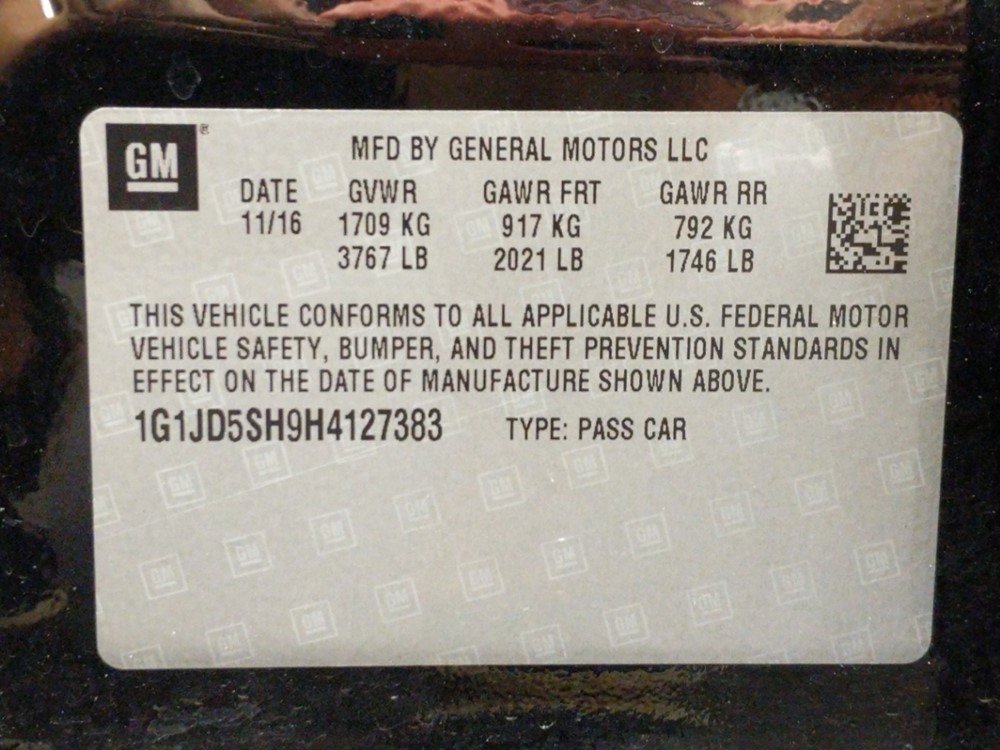 GM®
MFD BY GENERAL MOTORS LLC
DATE GVWR GAWR FRT GAWR RR
11/16 1709 KG 917 KG 792 KG
3767 LB 2021 LB 1746 LB
THIS VEHICLE CONFORMS TO ALL APPLICABLE U.S. FEDERAL MOTOR
VEHICLE SAFETY, BUMPER, AND THEFT PREVENTION STANDARDS IN
EFFECT ON THE DATE OF MANUFACTURE SHOWN ABOVE.
1G1JD5SH9H4127383 TYPE: PASS CAR